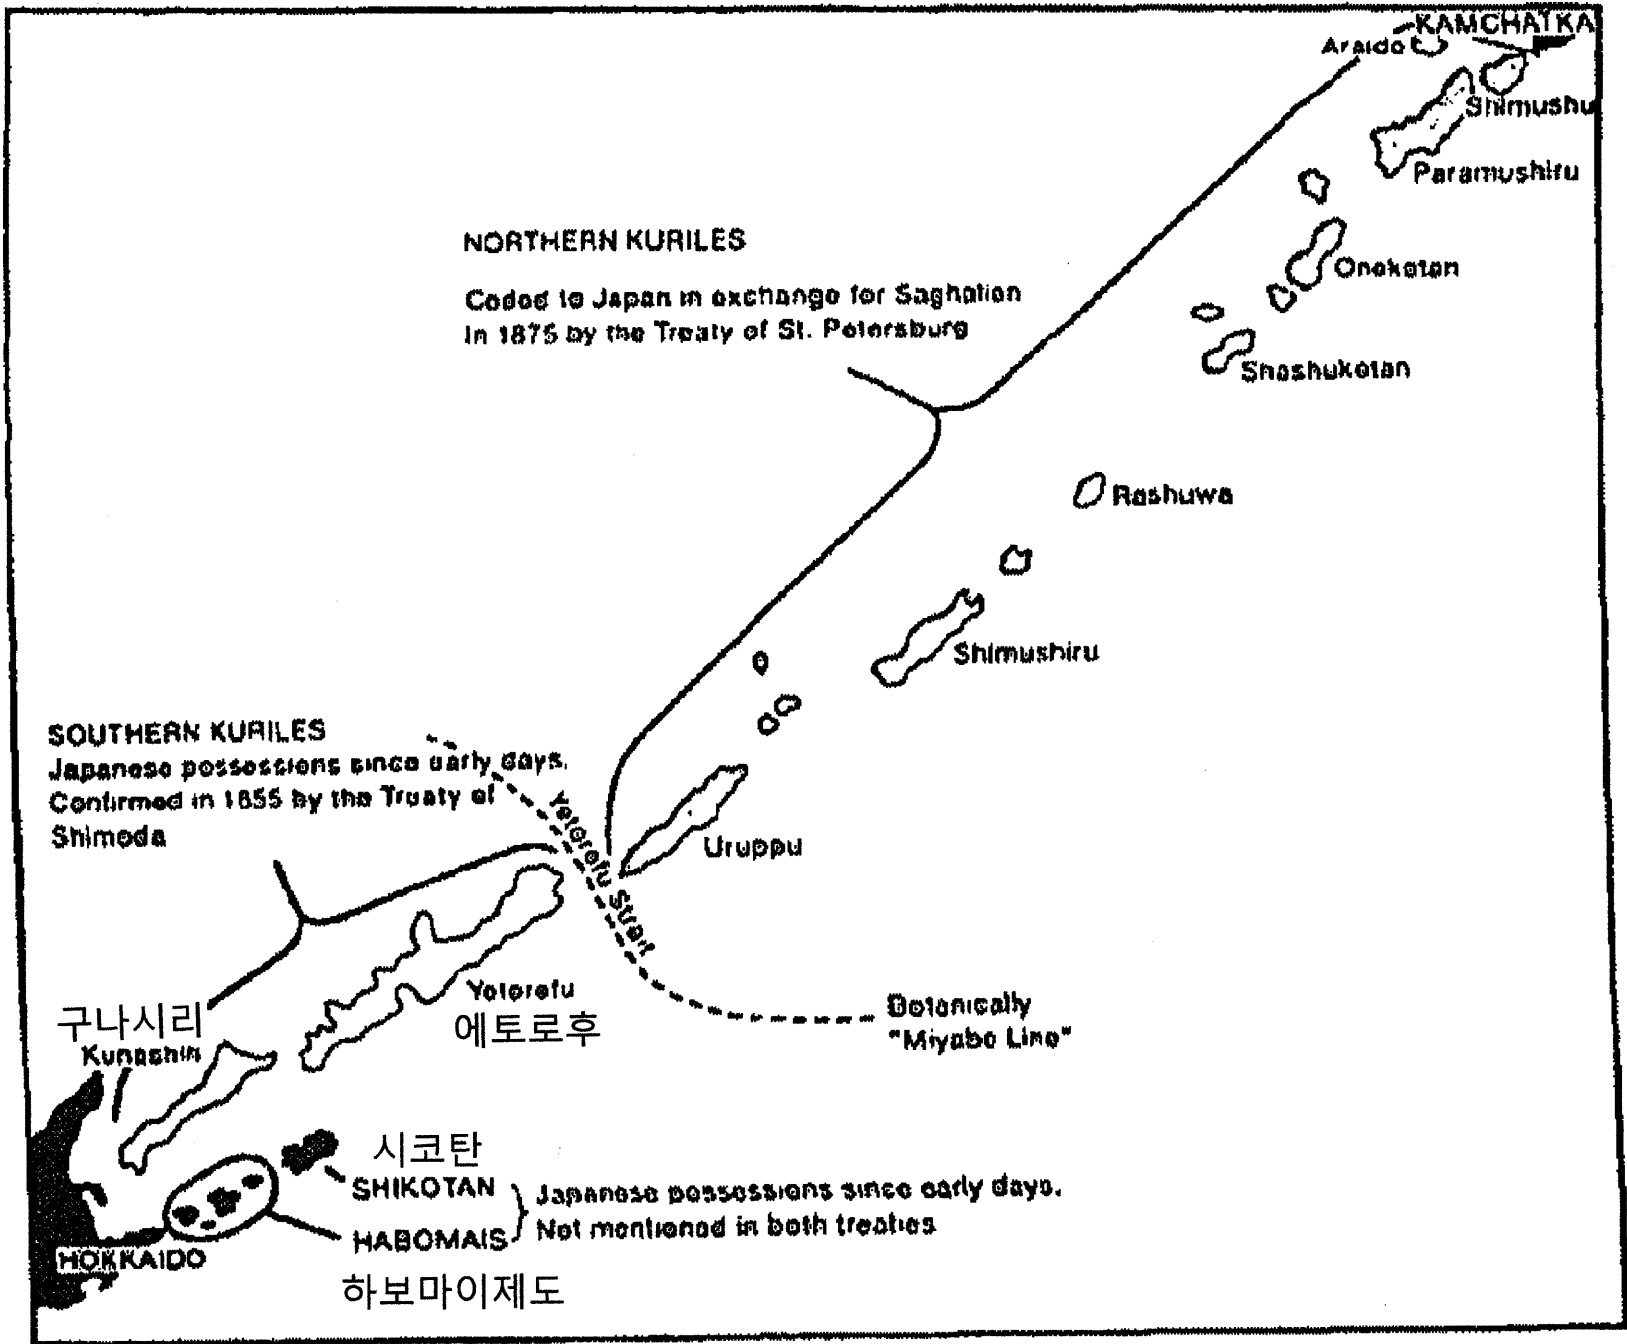 KAMCHATKA
Araido
Shimushu
Paramushiru
NORTHERN KURILES
Ceded to Japan in exchange for Saghalien
in 1875 by the Treaty of St. Petersburg
Onekotan
Shashukotan
Rashuwa
Shimushiru
SOUTHERN KURILES
Japanese possessions since early days.
Confirmed in 1855 by the Treaty of
Shimoda
Yetorofu Strait
Uruppu
Yetorofu
에토로후
구나시리
Kunashiri
Botanically
"Miyabe Line"
시코탄
SHIKOTAN
HABOMAIS
Japanese possessions since early days.
Not mentioned in both treaties
HOKKAIDO
하보마이제도